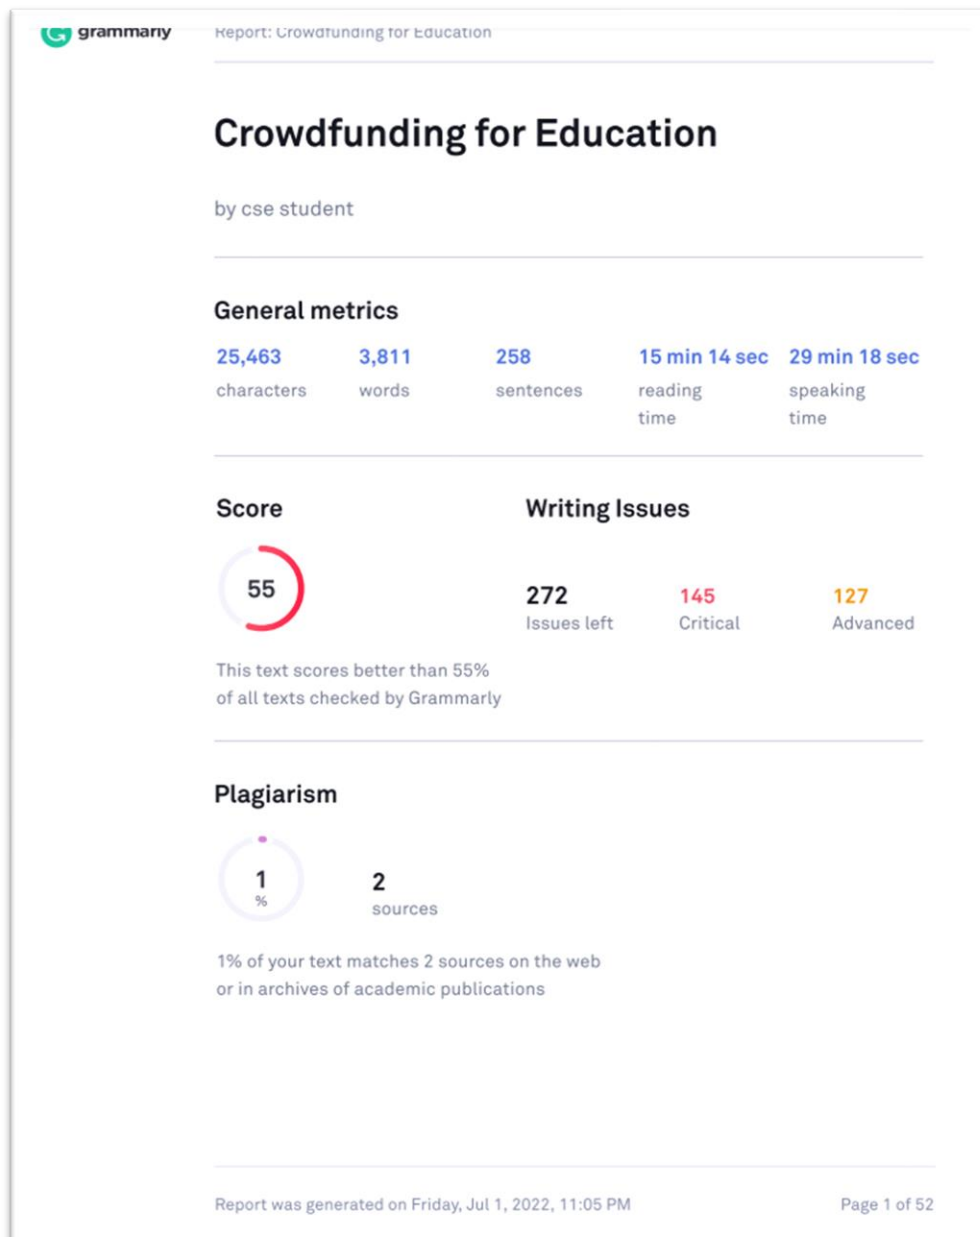 grammarly Report: Crowdfunding for Education
Crowdfunding for Education
by cse student
General metrics
25,463 3,811 258 15 min 14 sec 29 min 18 sec
characters words sentences reading time speaking time
Score Writing Issues
55
272 145 127
Issues left Critical Advanced
This text scores better than 55%
of all texts checked by Grammarly
Plagiarism
1 %
2
sources
1% of your text matches 2 sources on the web
or in archives of academic publications
Report was generated on Friday, Jul 1, 2022, 11:05 PM Page 1 of 52